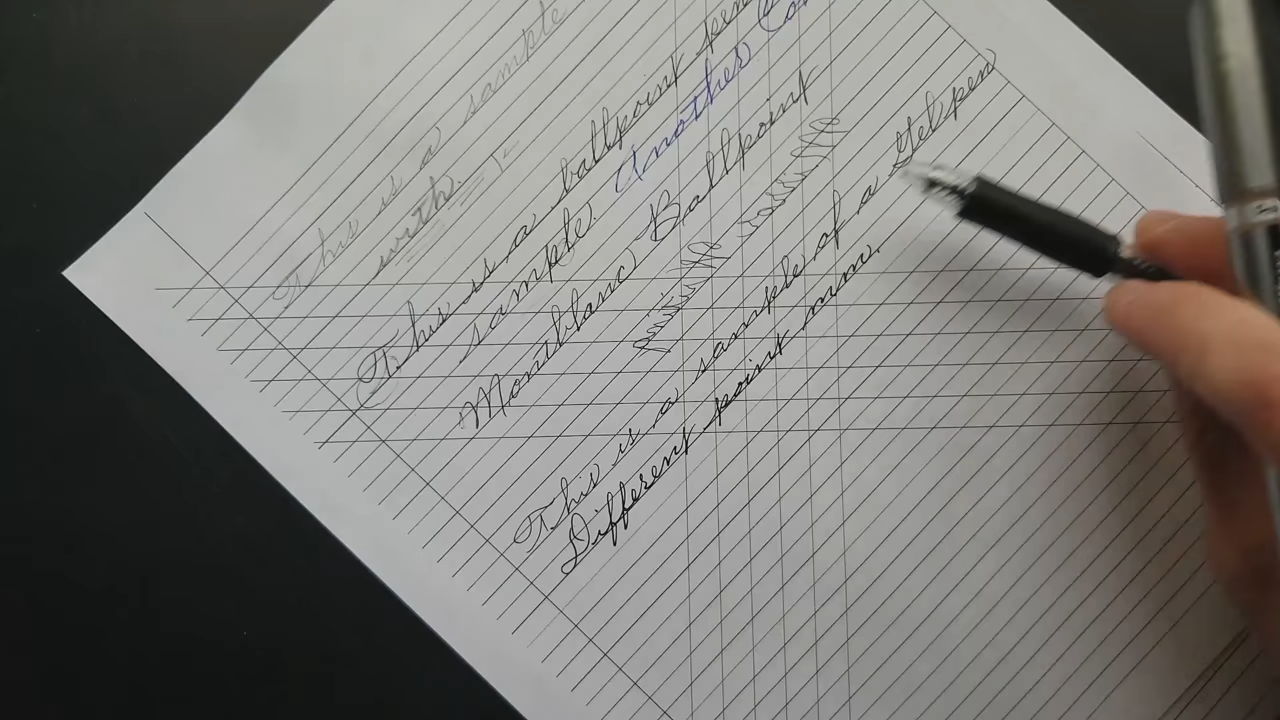 This is a sample
with
This is a ballpoint pen
sample. Another
Montblanc Ballpoint
This is a sample of a Gel pen
Different point mm.